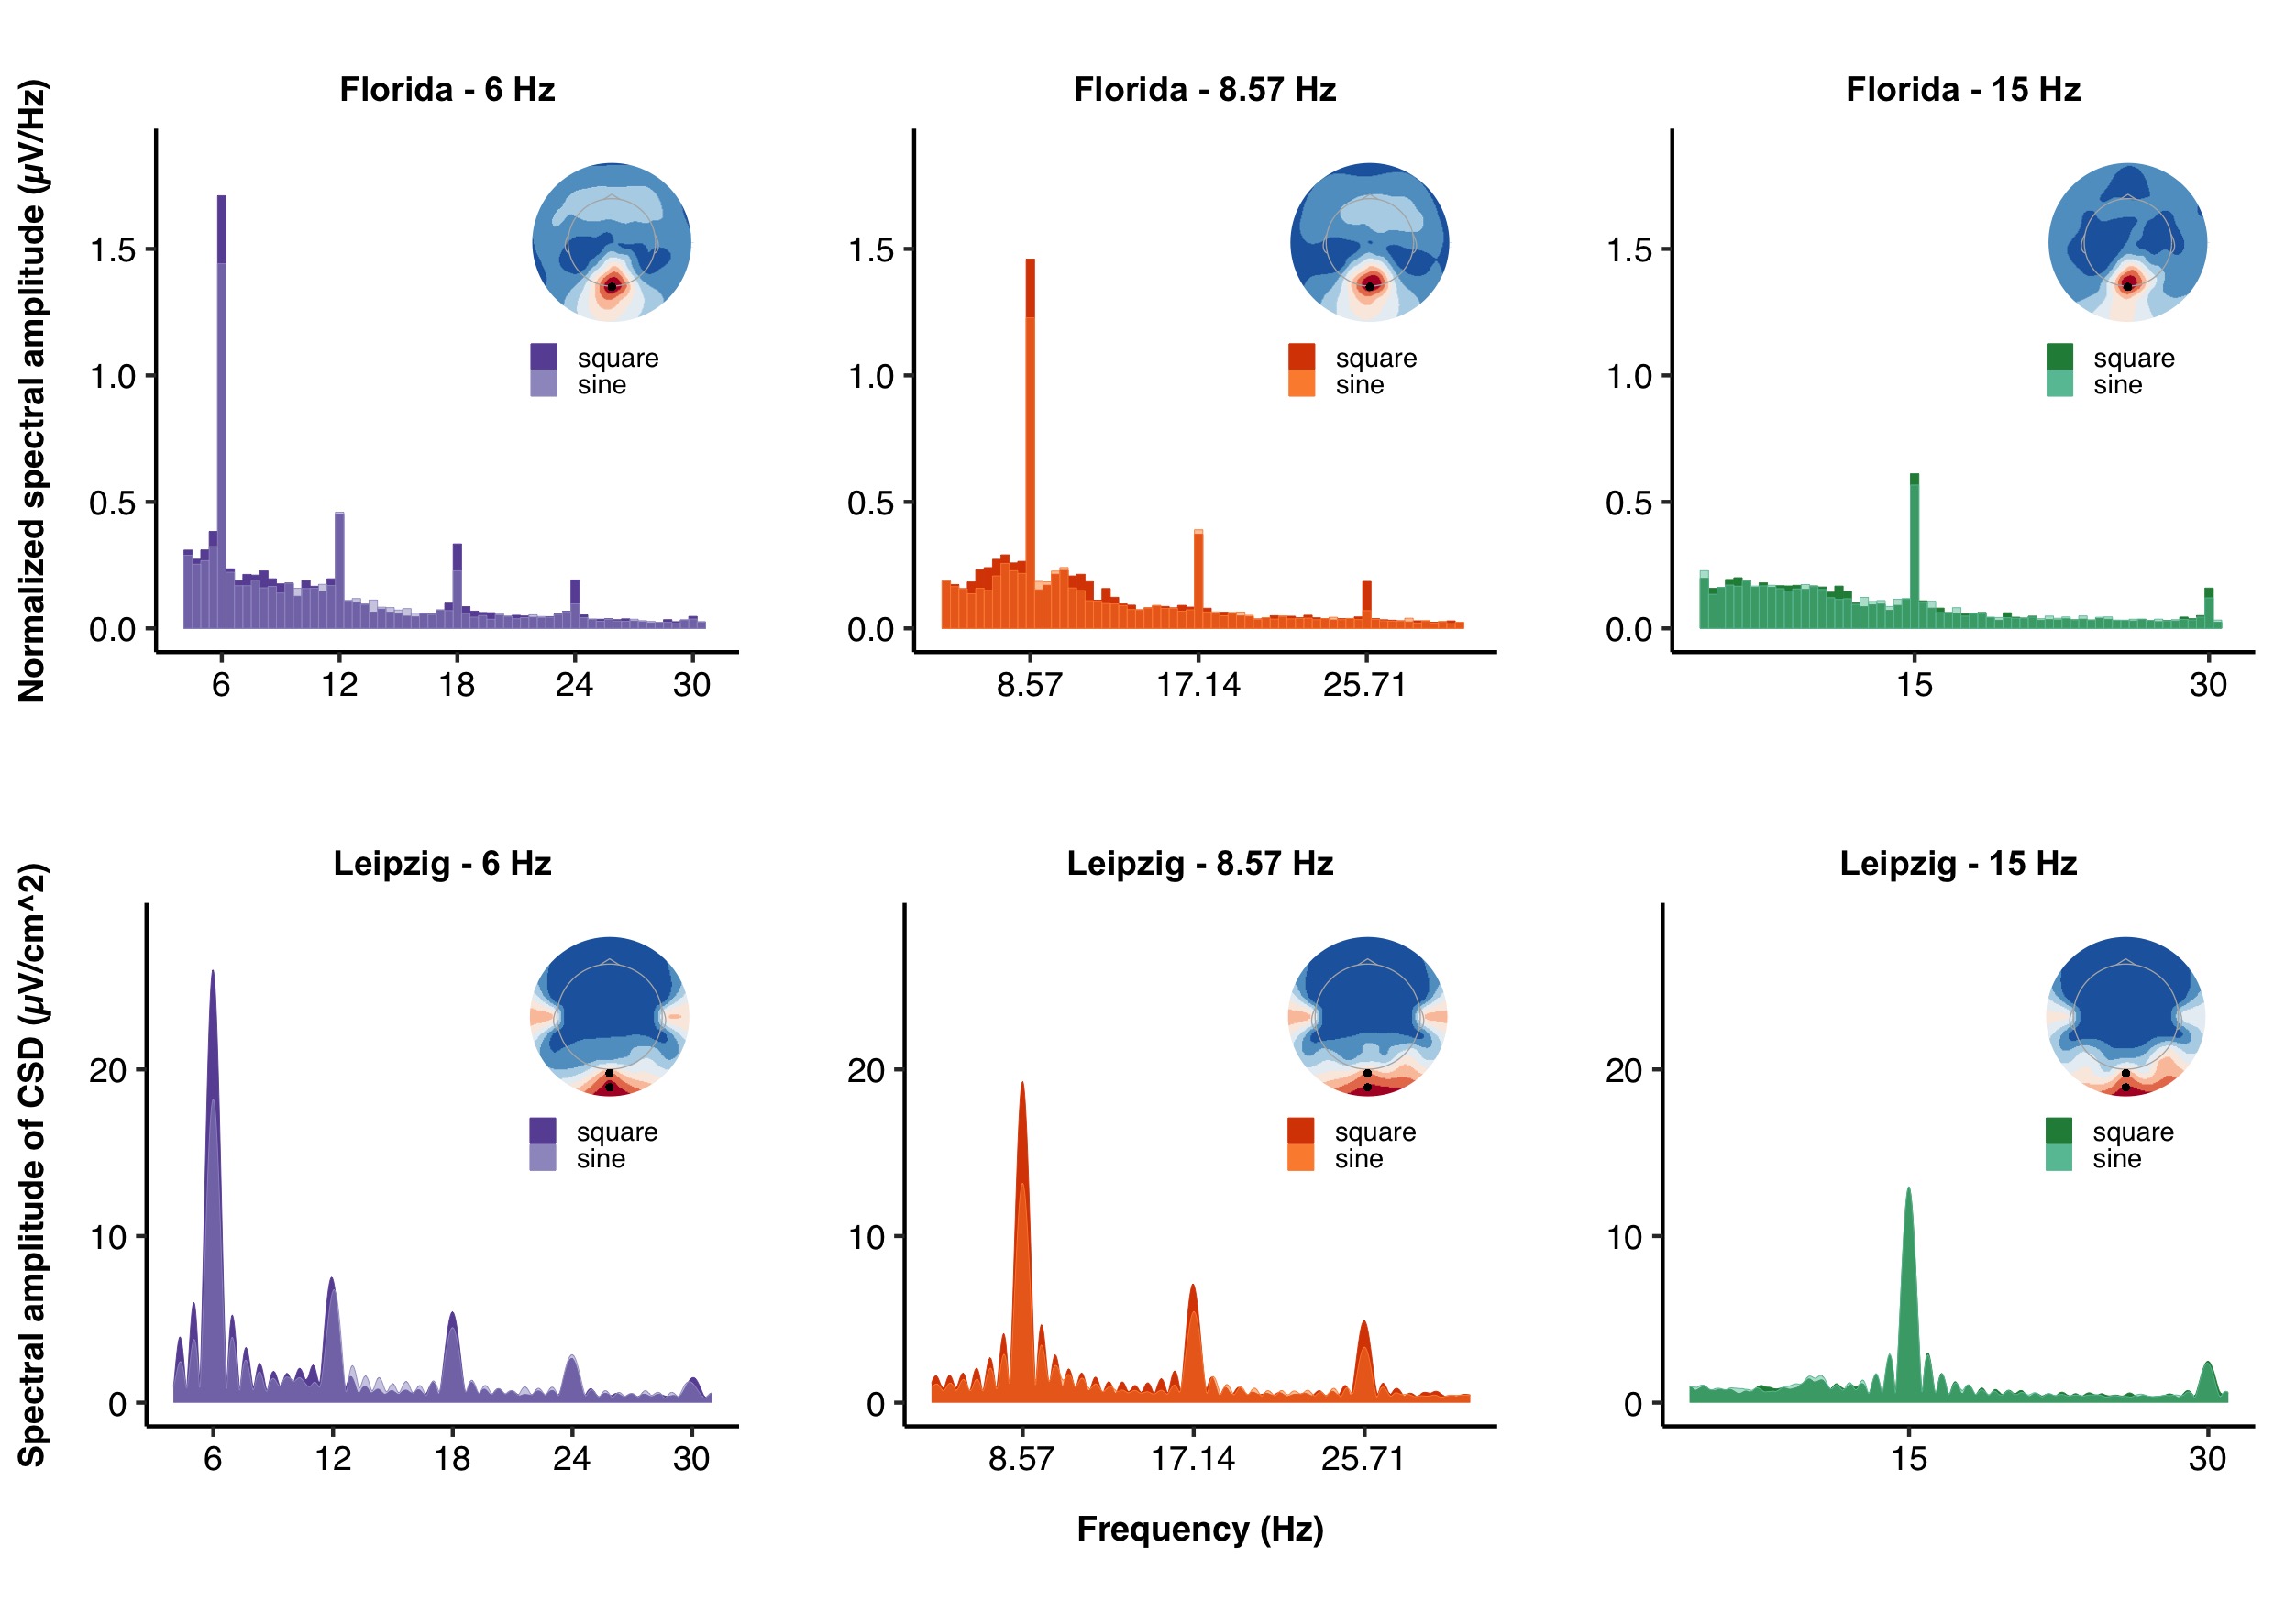 Normalized spectral amplitude (µV/Hz)
Florida - 6 Hz
1.5
1.0
0.5
0.0
square
sine
6 12 18 24 30
Florida - 8.57 Hz
1.5
1.0
0.5
0.0
square
sine
8.57 17.14 25.71
Florida - 15 Hz
1.5
1.0
0.5
0.0
square
sine
15 30
Spectral amplitude of CSD (µV/cm^2)
Leipzig - 6 Hz
20
10
0
square
sine
6 12 18 24 30
Leipzig - 8.57 Hz
20
10
0
square
sine
8.57 17.14 25.71
Leipzig - 15 Hz
20
10
0
square
sine
15 30
Frequency (Hz)